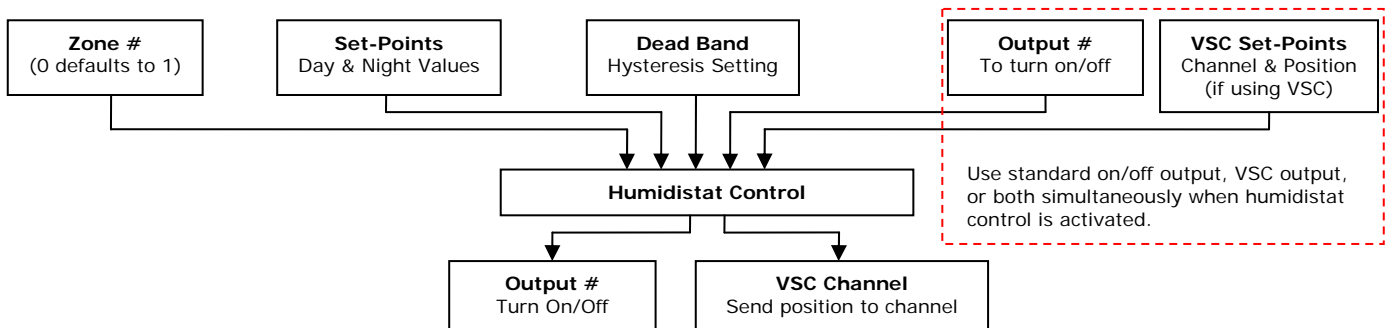 Zone #
(0 defaults to 1)
Set-Points
Day & Night Values
Dead Band
Hysteresis Setting
Output #
To turn on/off
VSC Set-Points
Channel & Position
(if using VSC)
Use standard on/off output, VSC output,
or both simultaneously when humidistat
control is activated.
Humidistat Control
Output #
Turn On/Off
VSC Channel
Send position to channel